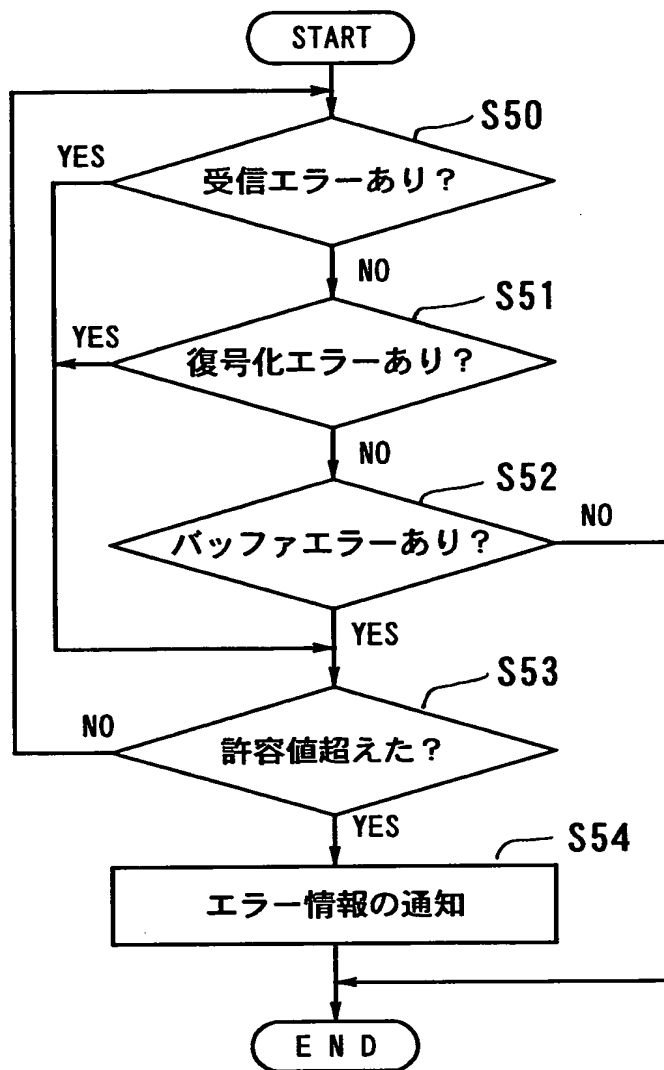 START
S50
YES
受信エラーあり？
NO
S51
YES
復号化エラーあり？
NO
S52
NO
バッファエラーあり？
YES
S53
NO
許容値超えた？
YES
S54
エラー情報の通知
END